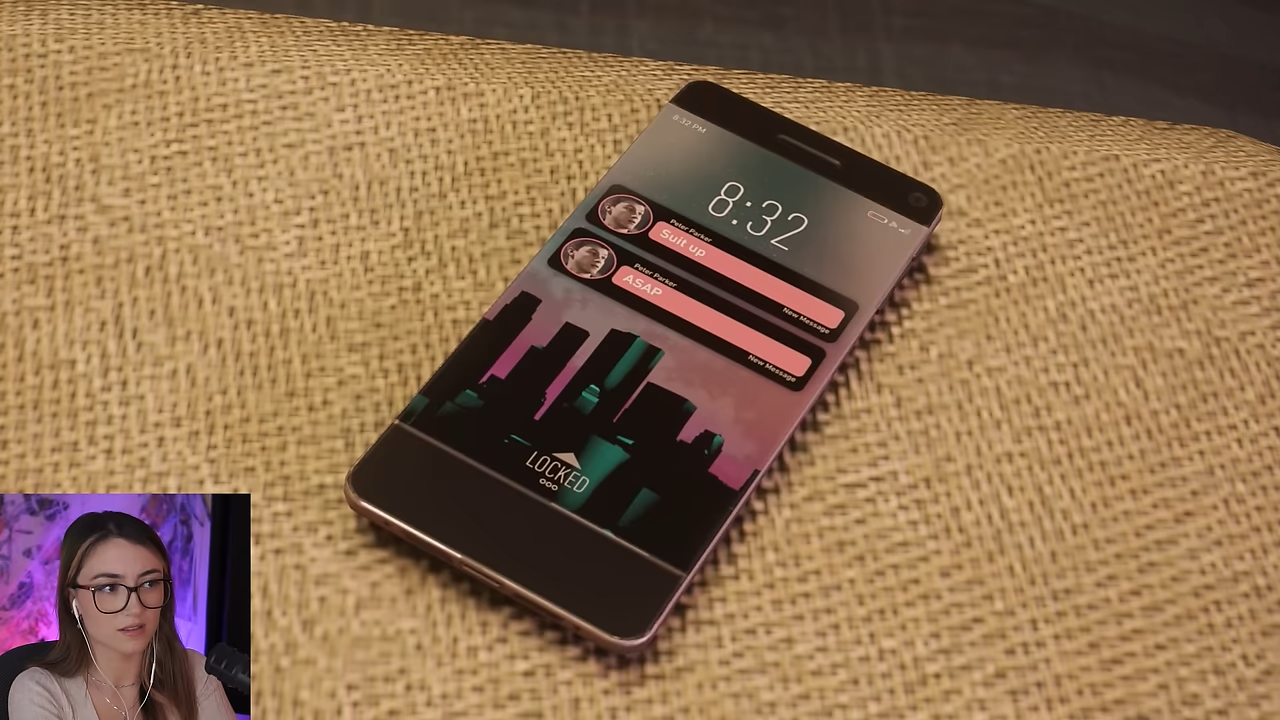 8:32 PM
8:32
Peter Parker
Suit up
New Message
Peter Parker
ASAP
New Message
LOCKED